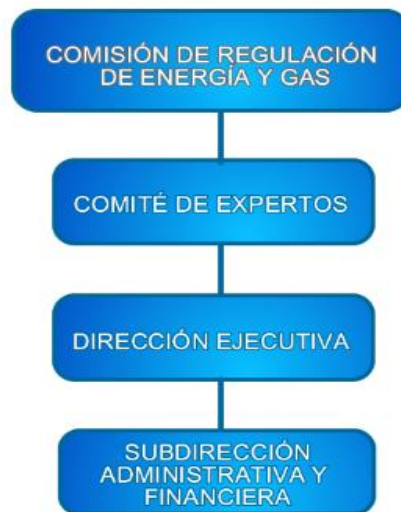 COMISIÓN DE REGULACIÓN
DE ENERGÍA Y GAS
COMITÉ DE EXPERTOS
DIRECCIÓN EJECUTIVA
SUBDIRECCIÓN
ADMINISTRATIVA Y
FINANCIERA